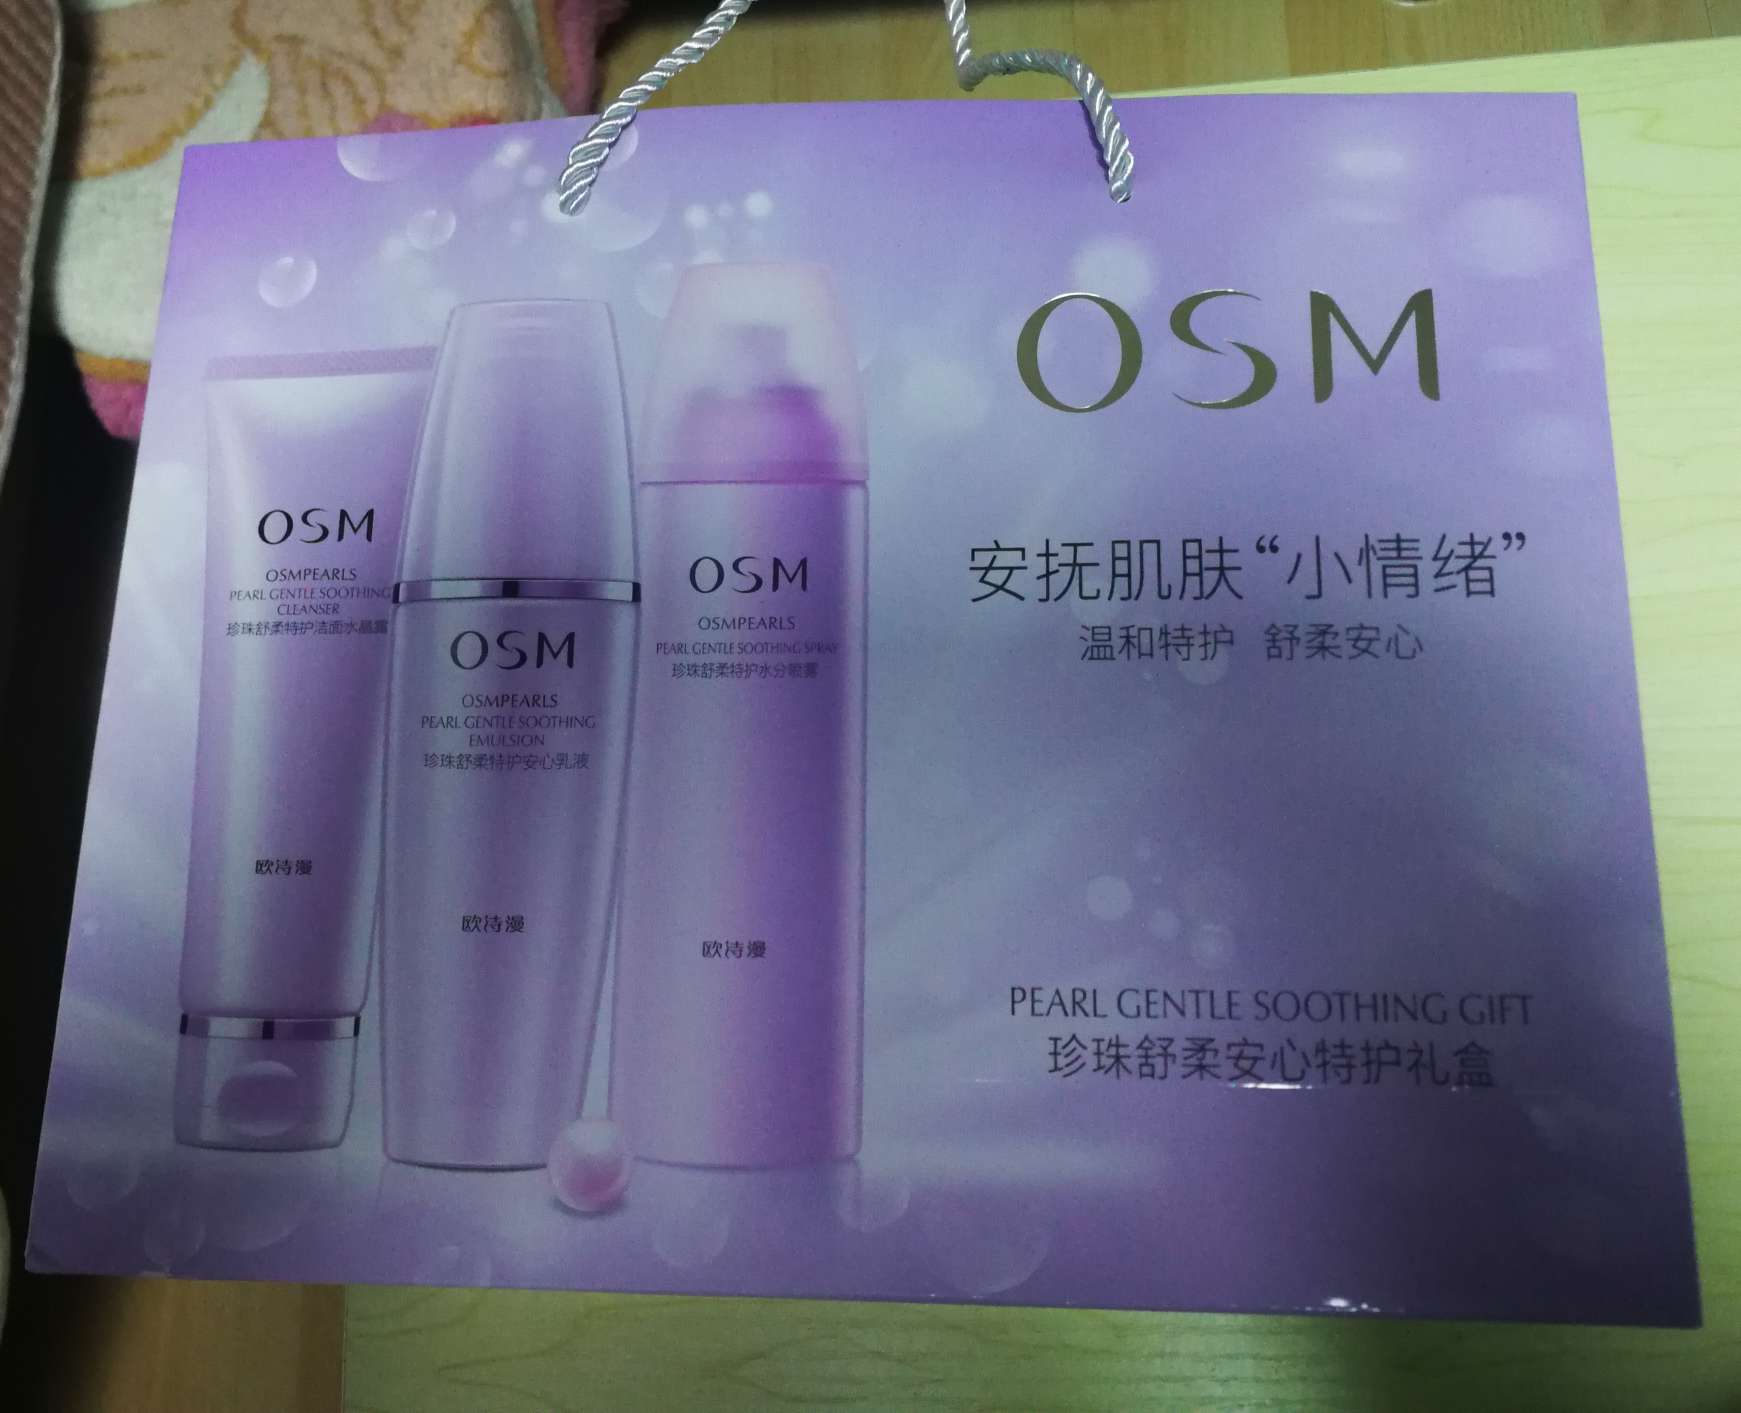 OSM
安抚肌肤“小情绪”
温和特护 舒柔安心
PEARL GENTLE SOOTHING GIFT
珍珠舒柔安心特护礼盒
OSM
OSMPEARLS
PEARL GENTLE SOOTHING
CLEANSER
珍珠舒柔特护洁面水晶露
欧诗漫
OSM
OSMPEARLS
PEARL GENTLE SOOTHING
EMULSION
珍珠舒柔特护安心乳液
欧诗漫
OSM
OSMPEARLS
PEARL GENTLE SOOTHING SPRAY
珍珠舒柔特护水分喷雾
欧诗漫